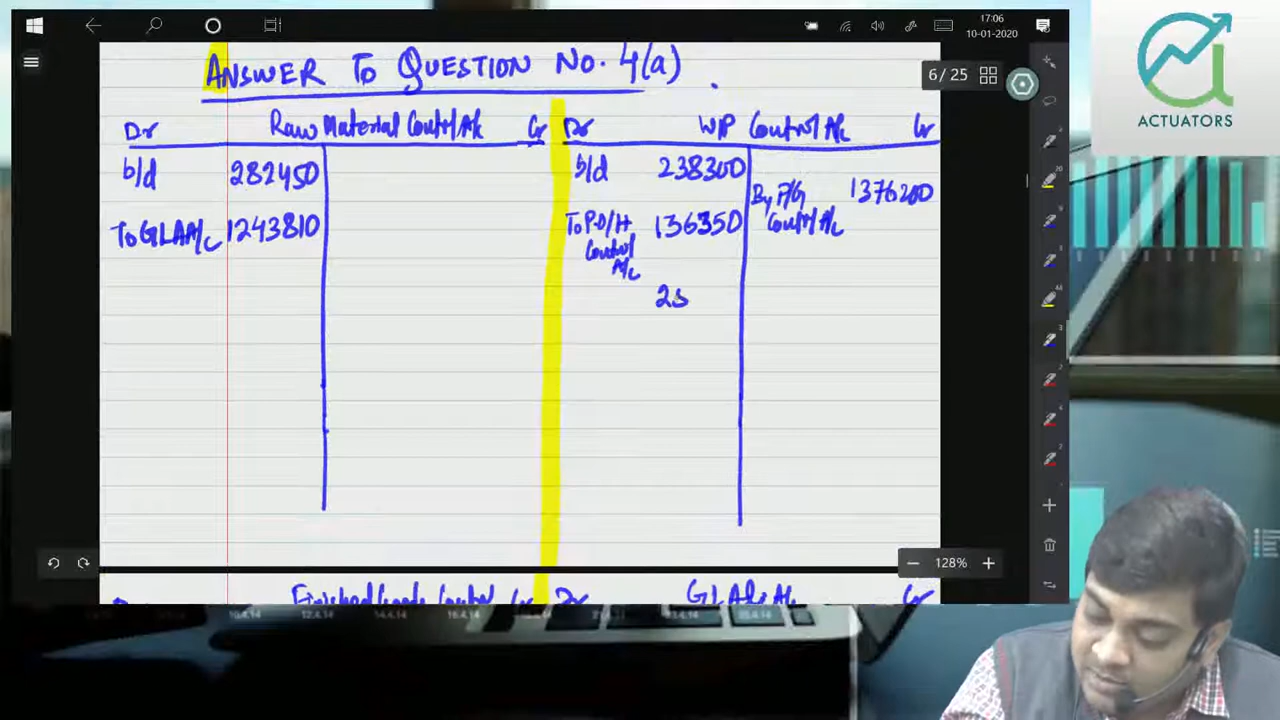 17:06
10-01-2020
ANSWER TO QUESTION NO. 4(a)
6 / 25
ACTUATORS
Dr Raw Material Control A/c Cr
Dr WIP Control A/c Cr
b/d 282450
To GLA A/c 1243810
b/d 238300
To P.O/H Control A/c 136350
2
By F/G Control A/c 1376200
128%
Finished Goods Control Cr
Dr Cr